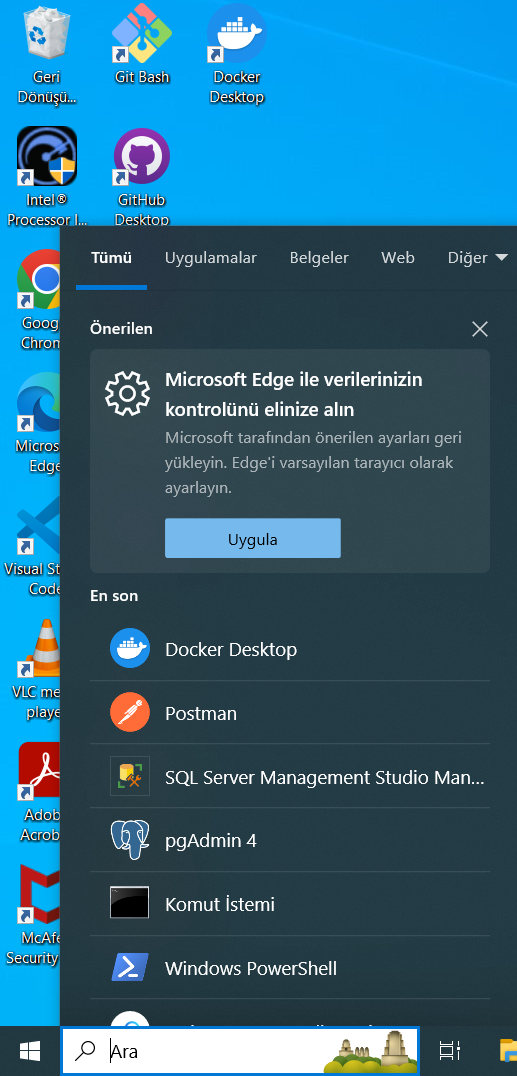 Geri
Dönüşü...
Git Bash
Docker
Desktop
Intel®
Processor I...
GitHub
Desktop
Goog
Chrom
Micros
Edge
Visual St
Code
VLC me
playe
Adob
Acroba
McAfe
Security
Tümü
Uygulamalar
Belgeler
Web
Diğer
Önerilen
Microsoft Edge ile verilerinizin
kontrolünü elinize alın
Microsoft tarafından önerilen ayarları geri
yükleyin. Edge'i varsayılan tarayıcı olarak
ayarlayın.
Uygula
En son
Docker Desktop
Postman
SQL Server Management Studio Man...
pgAdmin 4
Komut İstemi
Windows PowerShell
Ara